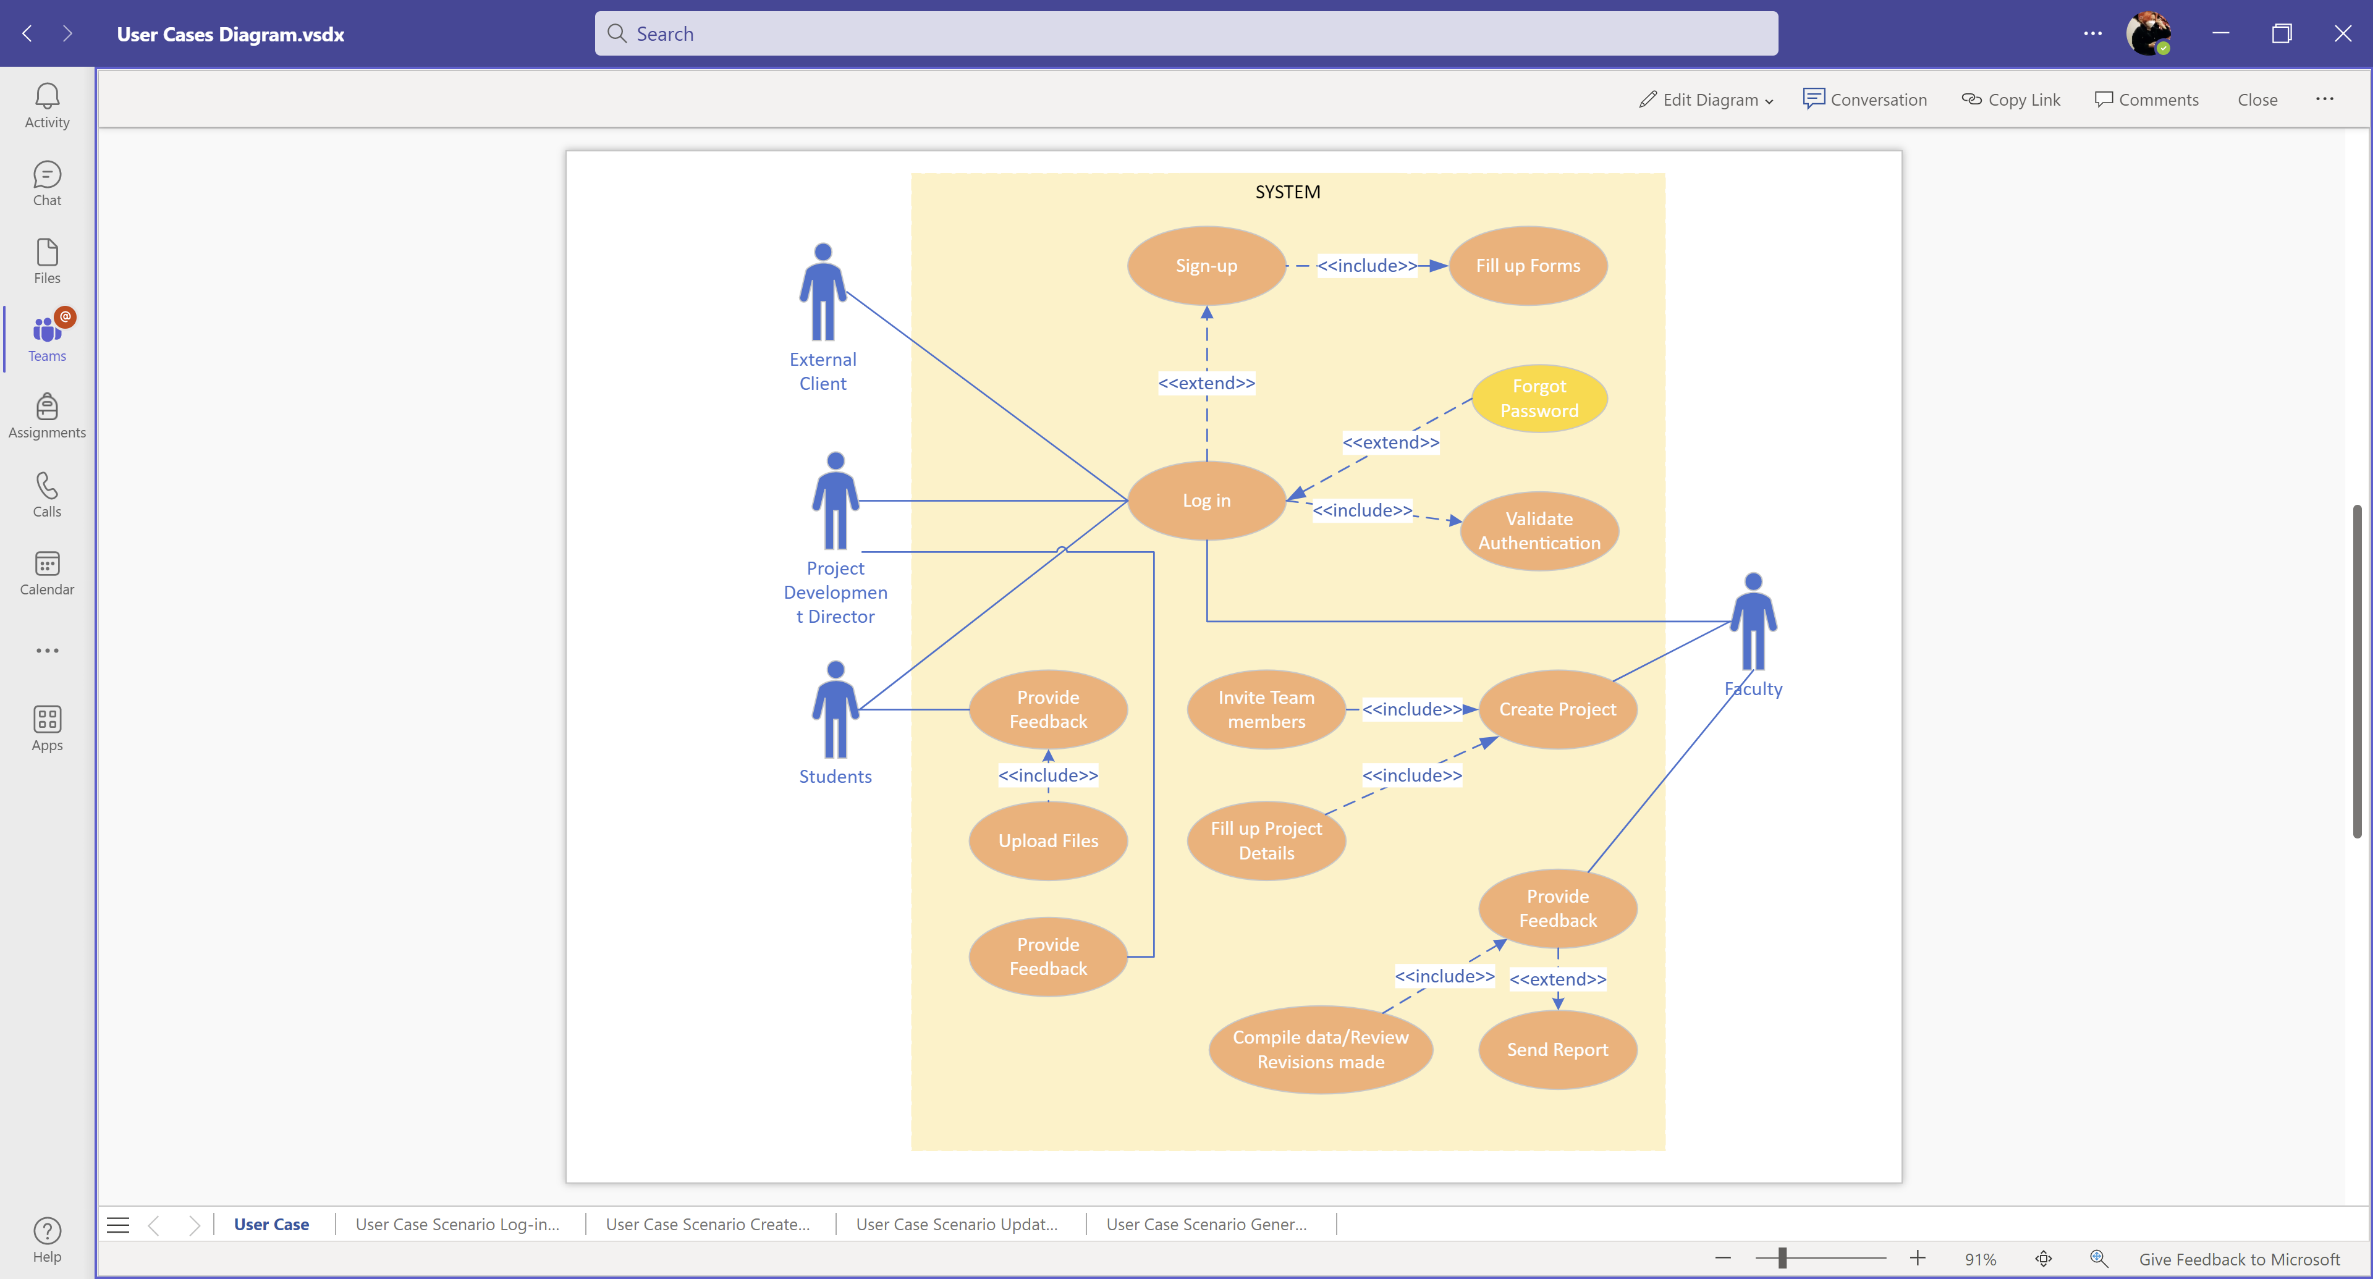 User Cases Diagram.vsdx
Search
Edit Diagram
Conversation
Copy Link
Comments
Close
Activity
Chat
Files
@
Teams
Assignments
Calls
Calendar
Apps
Help
SYSTEM
External
Client
Project
Developmen
t Director
Students
Faculty
Sign-up
<<include>>
Fill up Forms
<<extend>>
Forgot
Password
<<extend>>
Log in
<<include>>
Validate
Authentication
Provide
Feedback
<<include>>
Upload Files
Provide
Feedback
Invite Team
members
<<include>>
Create Project
<<include>>
Fill up Project
Details
Provide
Feedback
<<include>>
<<extend>>
Compile data/Review
Revisions made
Send Report
User Case
User Case Scenario Log-in...
User Case Scenario Create...
User Case Scenario Updat...
User Case Scenario Gener...
91%
Give Feedback to Microsoft